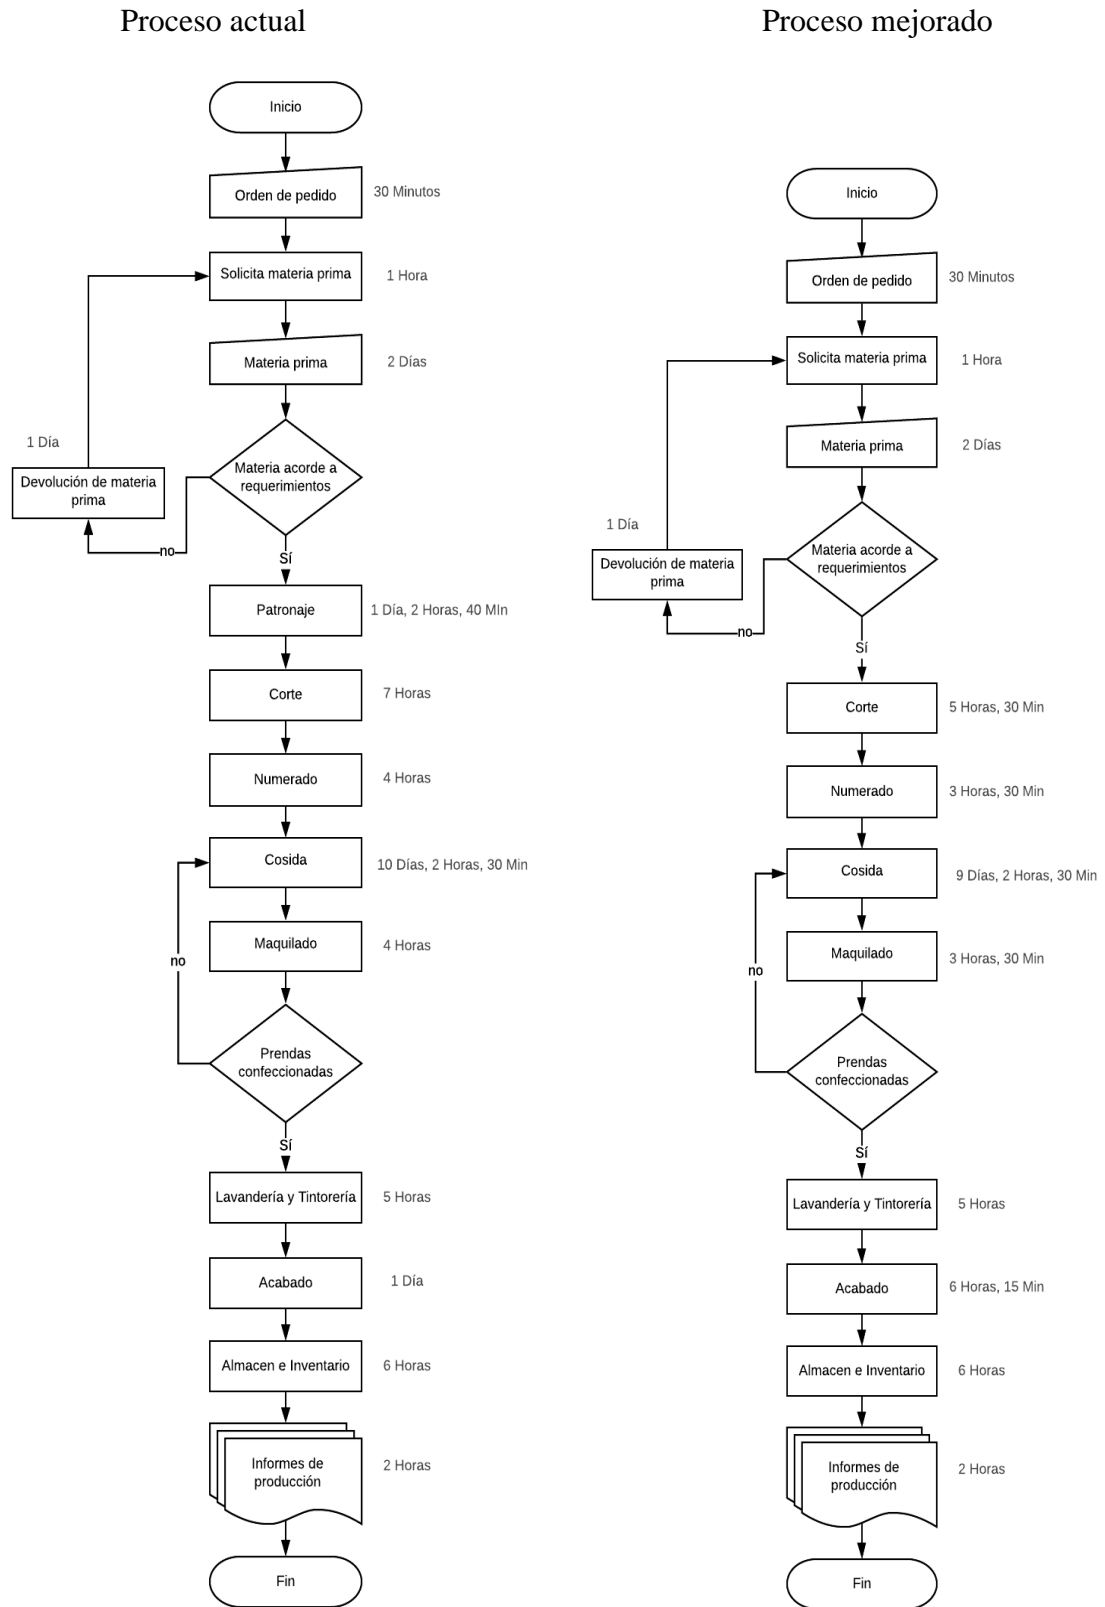 Proceso actual
Inicio
Orden de pedido
30 Minutos
Solicita materia prima
1 Hora
Materia prima
2 Días
Materia acorde a
requerimientos
1 Día
Devolución de materia
prima
no
Sí
Patronaje
1 Día, 2 Horas, 40 MIn
Corte
7 Horas
Numerado
4 Horas
Cosida
10 Días, 2 Horas, 30 Min
Maquilado
4 Horas
no
Prendas
confeccionadas
Sí
Lavandería y Tintorería
5 Horas
Acabado
1 Día
Almacen e Inventario
6 Horas
Informes de
producción
2 Horas
Fin
Proceso mejorado
Inicio
Orden de pedido
30 Minutos
Solicita materia prima
1 Hora
Materia prima
2 Días
Materia acorde a
requerimientos
1 Día
Devolución de materia
prima
no
Sí
Corte
5 Horas, 30 Min
Numerado
3 Horas, 30 Min
Cosida
9 Días, 2 Horas, 30 Min
Maquilado
3 Horas, 30 Min
no
Prendas
confeccionadas
Sí
Lavandería y Tintorería
5 Horas
Acabado
6 Horas, 15 Min
Almacen e Inventario
6 Horas
Informes de
producción
2 Horas
Fin